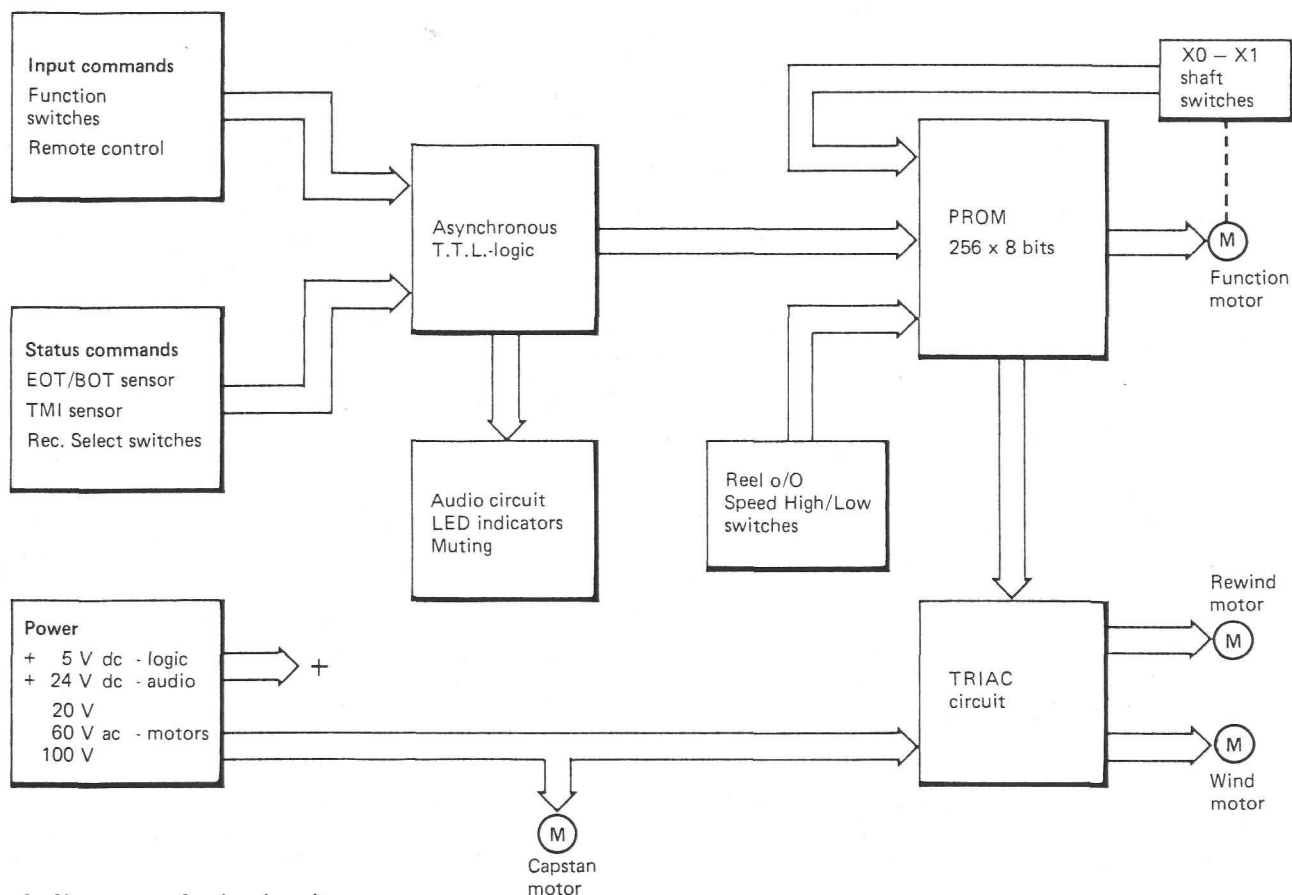 Input commands
Function
switches
Remote control
X0 – X1
shaft
switches
Asynchronous
T.T.L.-logic
PROM
256 x 8 bits
M
Function
motor
Status commands
EOT/BOT sensor
TMI sensor
Rec. Select switches
Audio circuit
LED indicators
Muting
Reel o/O
Speed High/Low
switches
Power
+ 5 V dc - logic
+ 24 V dc - audio
20 V
60 V ac - motors
100 V
+
TRIAC
circuit
Rewind
motor
M
M
Wind
motor
M
Capstan
motor